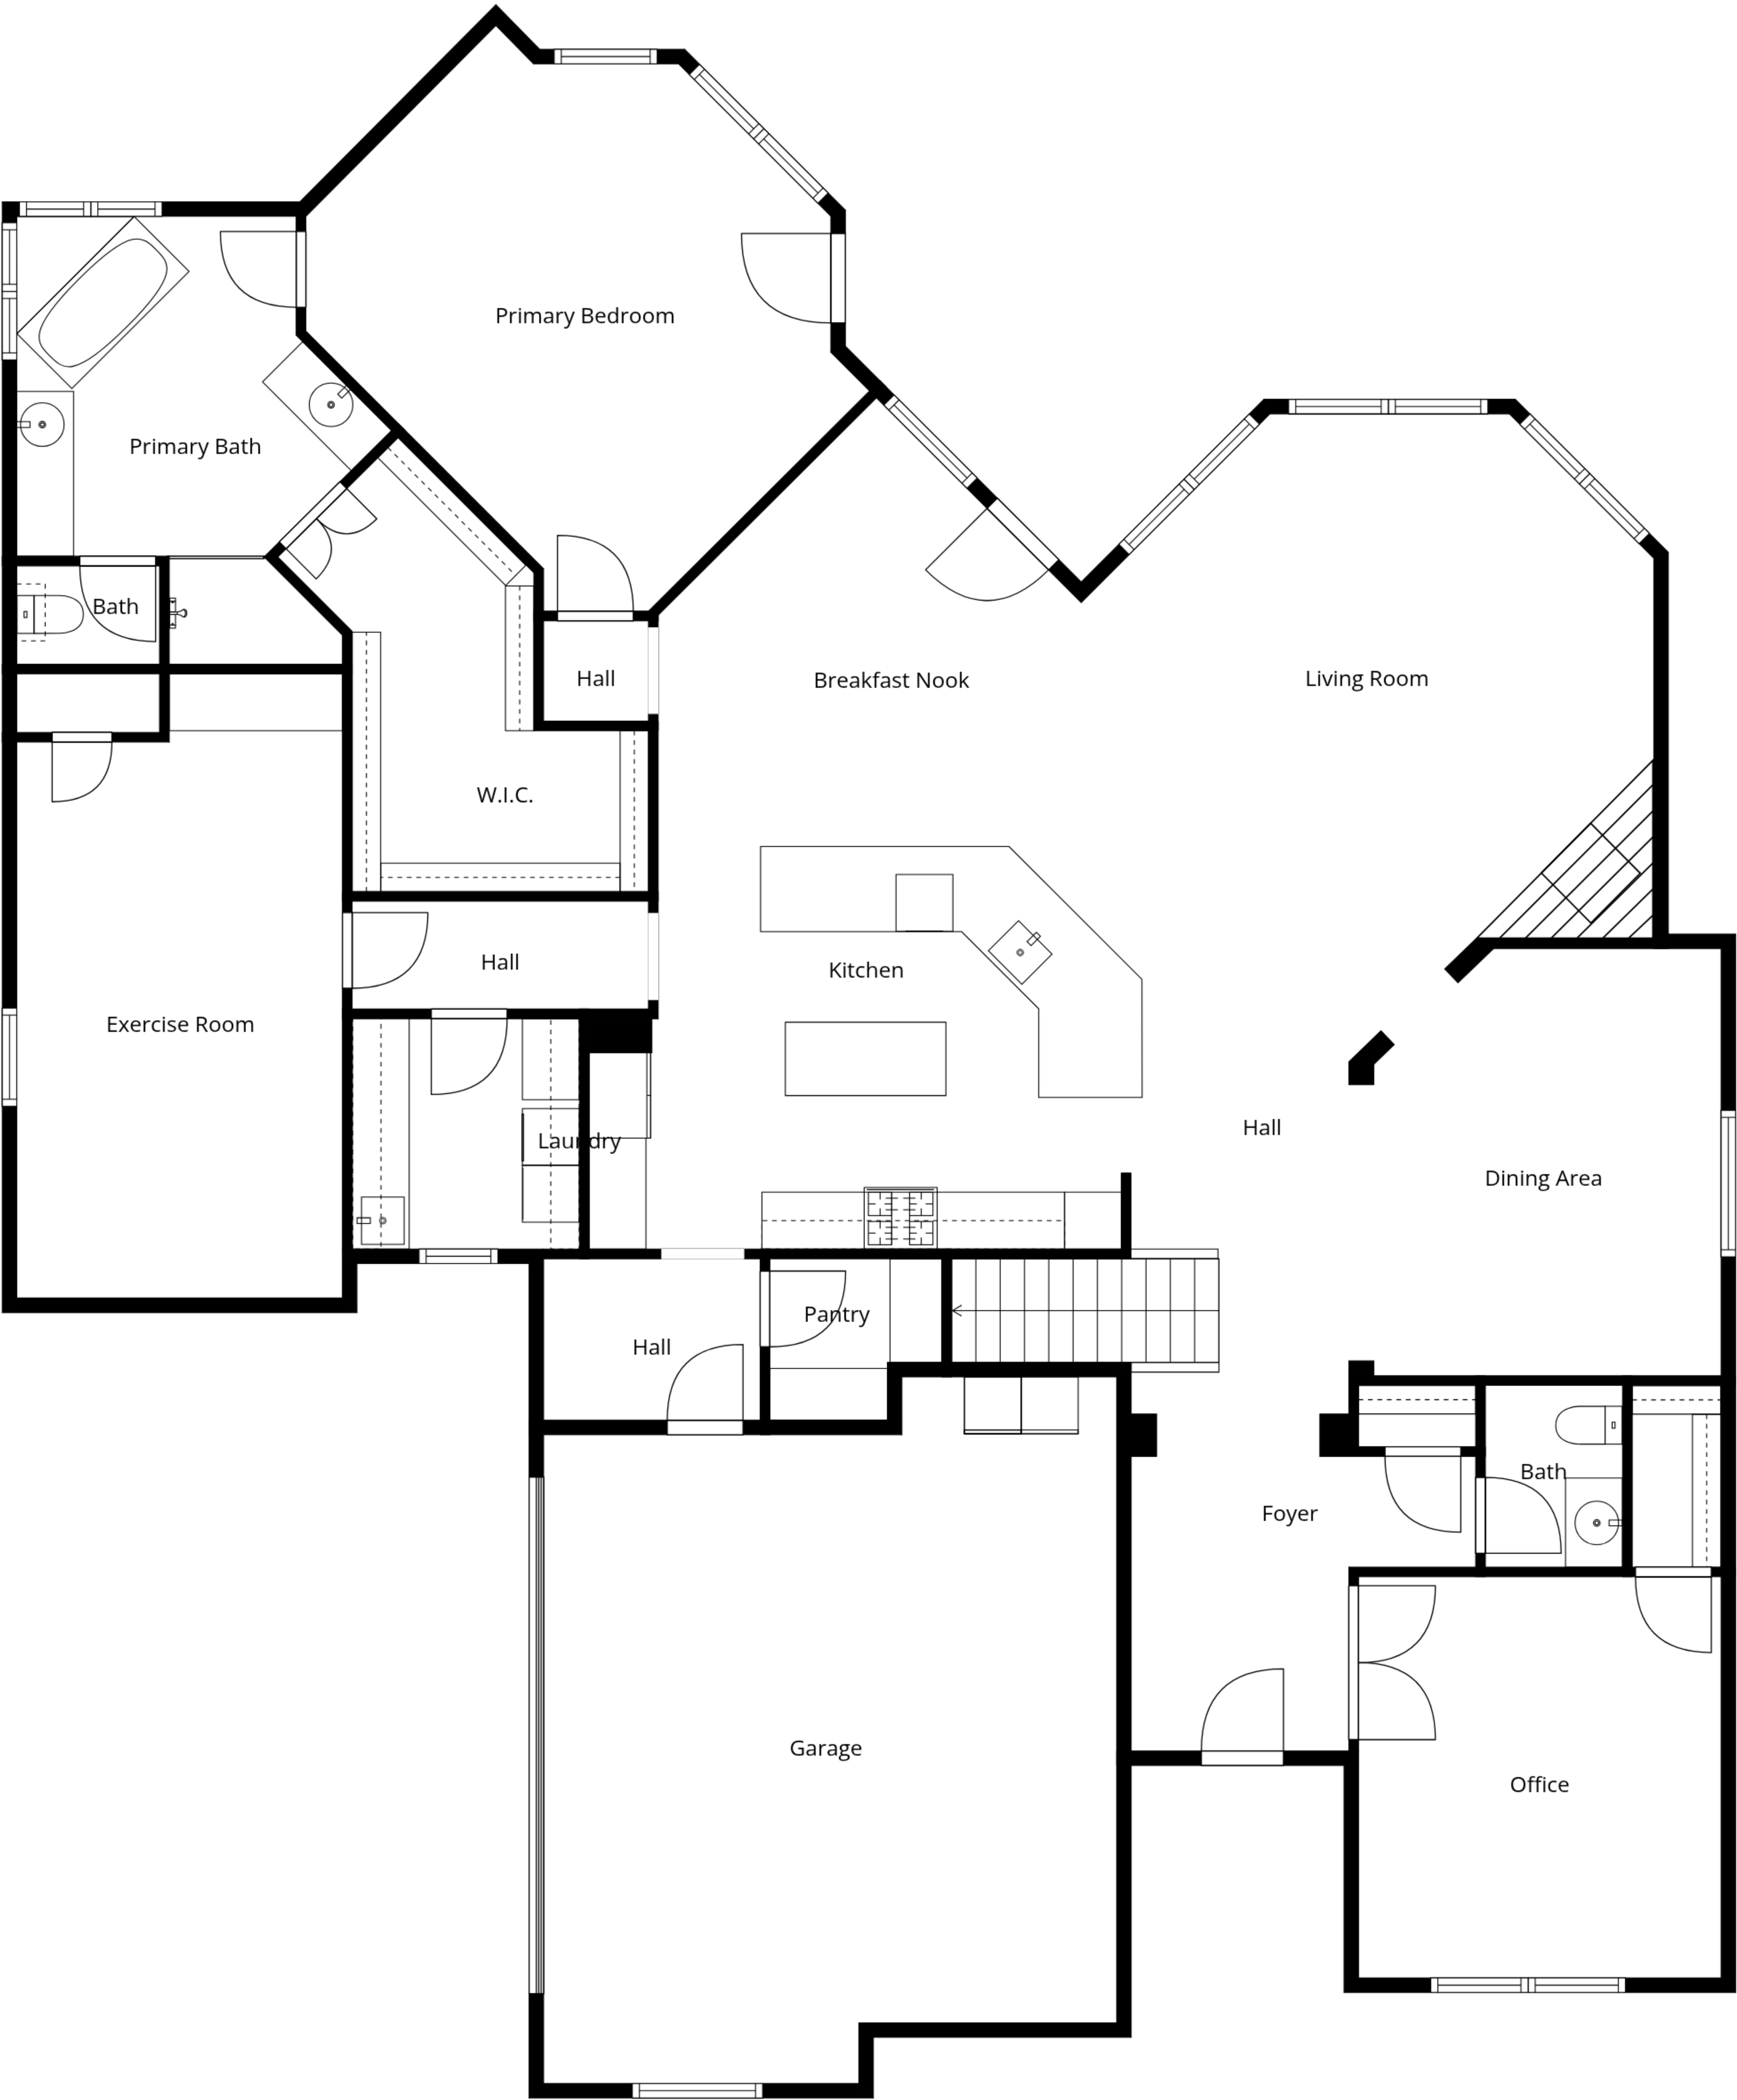 Primary Bedroom
Primary Bath
Bath
Hall
Breakfast Nook
Living Room
W.I.C.
Hall
Kitchen
Exercise Room
Hall
Laundry
Dining Area
Pantry
Hall
Bath
Foyer
Garage
Office